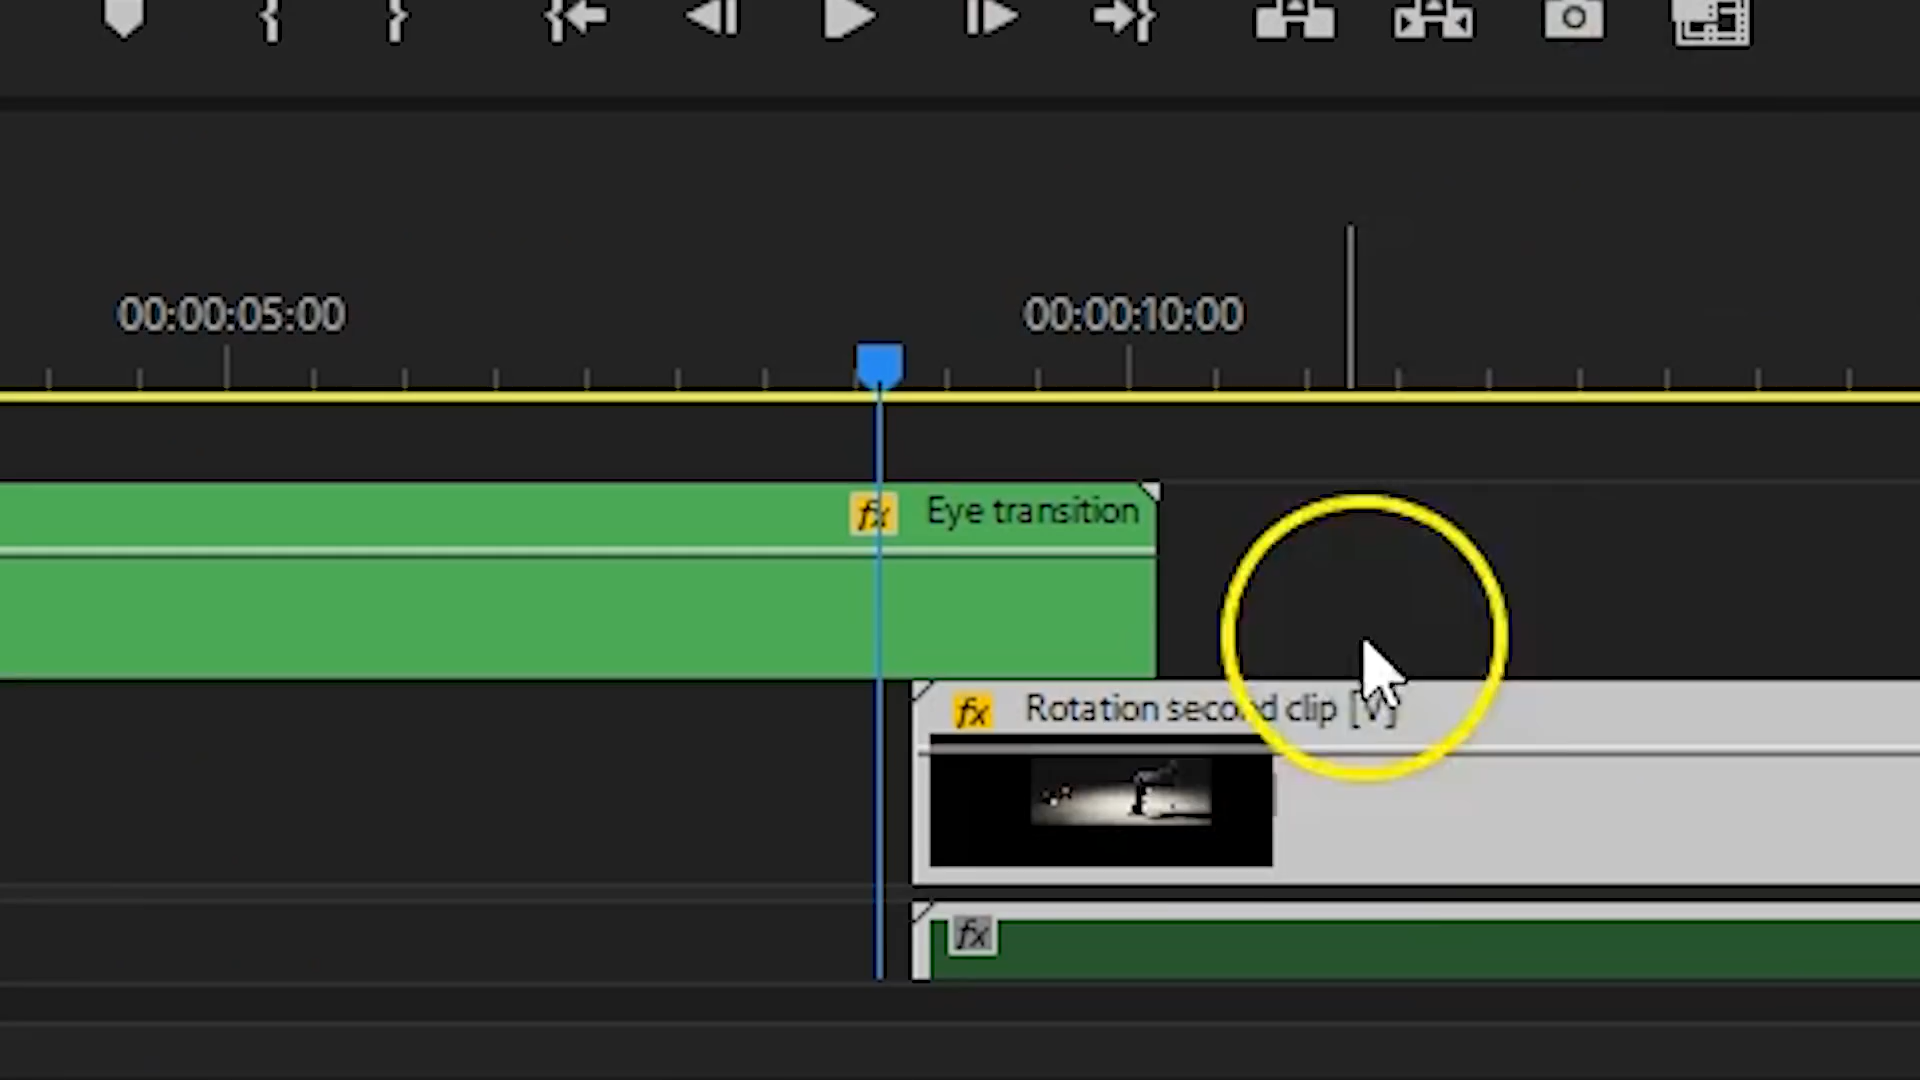 00:00:05:00
00:00:10:00
fx Eye transition
fx Rotation second clip [V]
fx